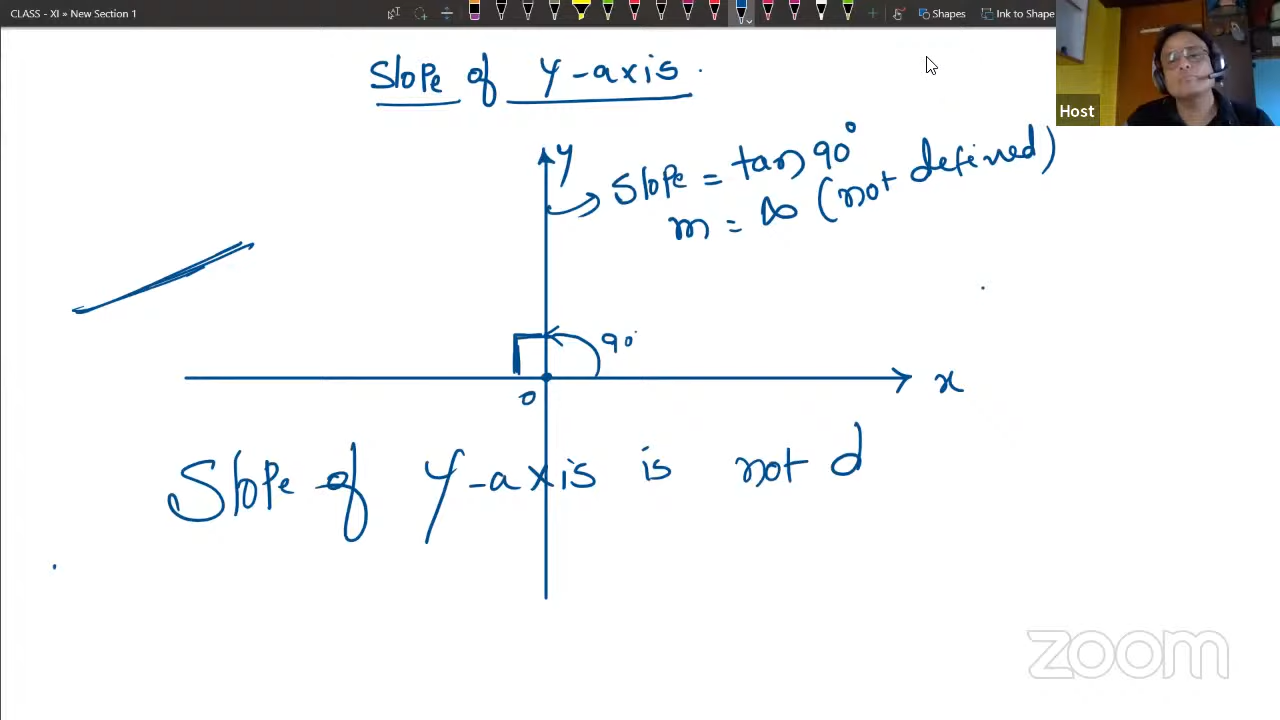 CLASS - XI » New Section 1
Shapes
Ink to Shape
Host
Slope of Y-axis.
y
Slope = tan 90°
m = ∞ (not defined)
90°
x
0
Slope of Y-axis is not d
zoom